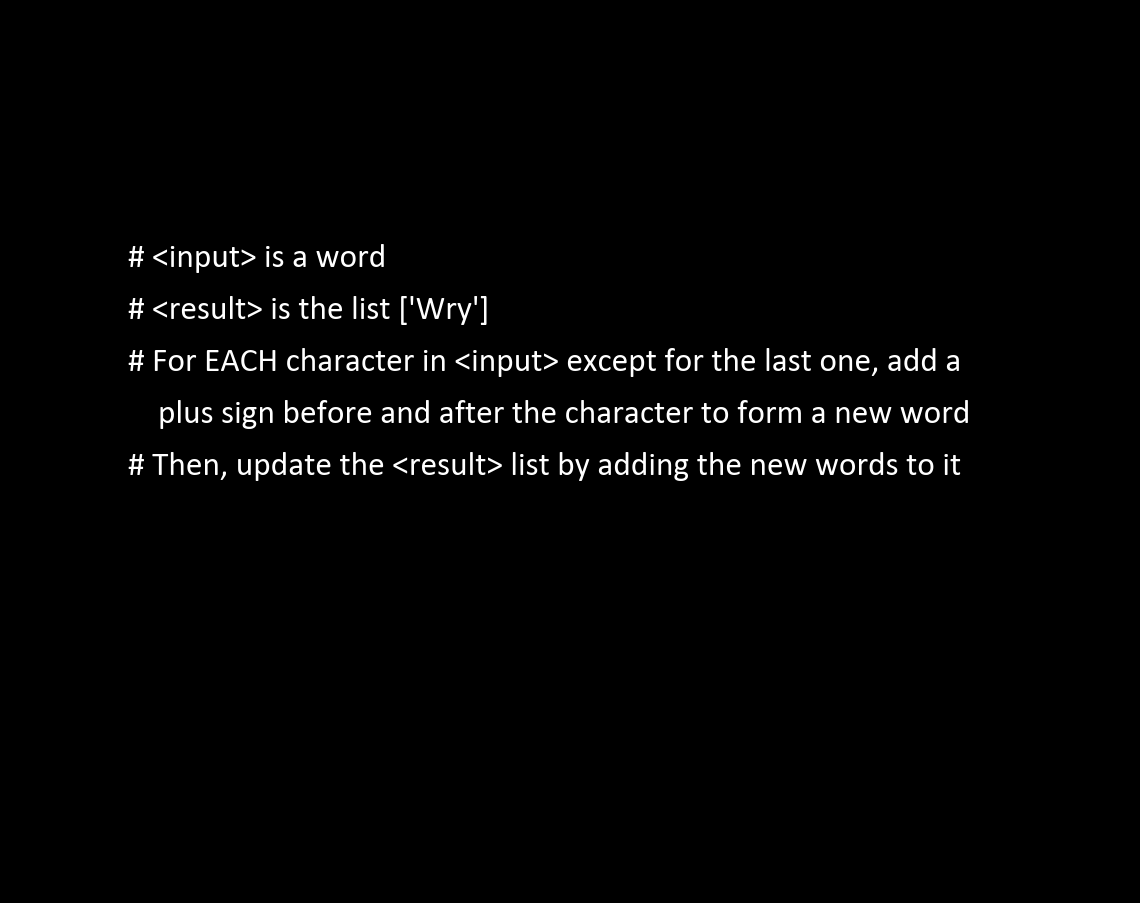 # <input> is a word
# <result> is the list ['Wry']
# For EACH character in <input> except for the last one, add a
plus sign before and after the character to form a new word
# Then, update the <result> list by adding the new words to it